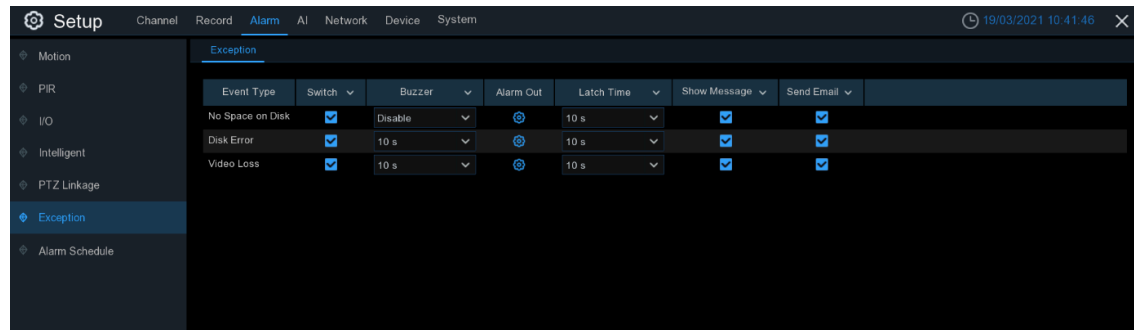 Setup Channel Record Alarm AI Network Device System 19/03/2021 10:41:46
Motion
PIR
I/O
Intelligent
PTZ Linkage
Exception
Alarm Schedule
Exception
Event Type Switch Buzzer Alarm Out Latch Time Show Message Send Email
No Space on Disk Disable 10 s
Disk Error 10 s 10 s
Video Loss 10 s 10 s